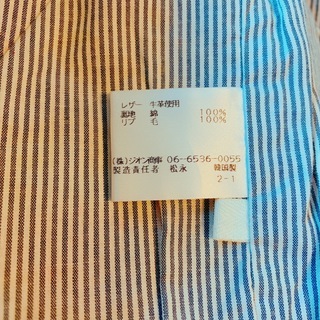 レザー 牛革使用
裏地 綿 100%
リブ 毛 100%
(株)ジオン商事 06-6536-0055
製造責任者 松永 韓国製
2-1